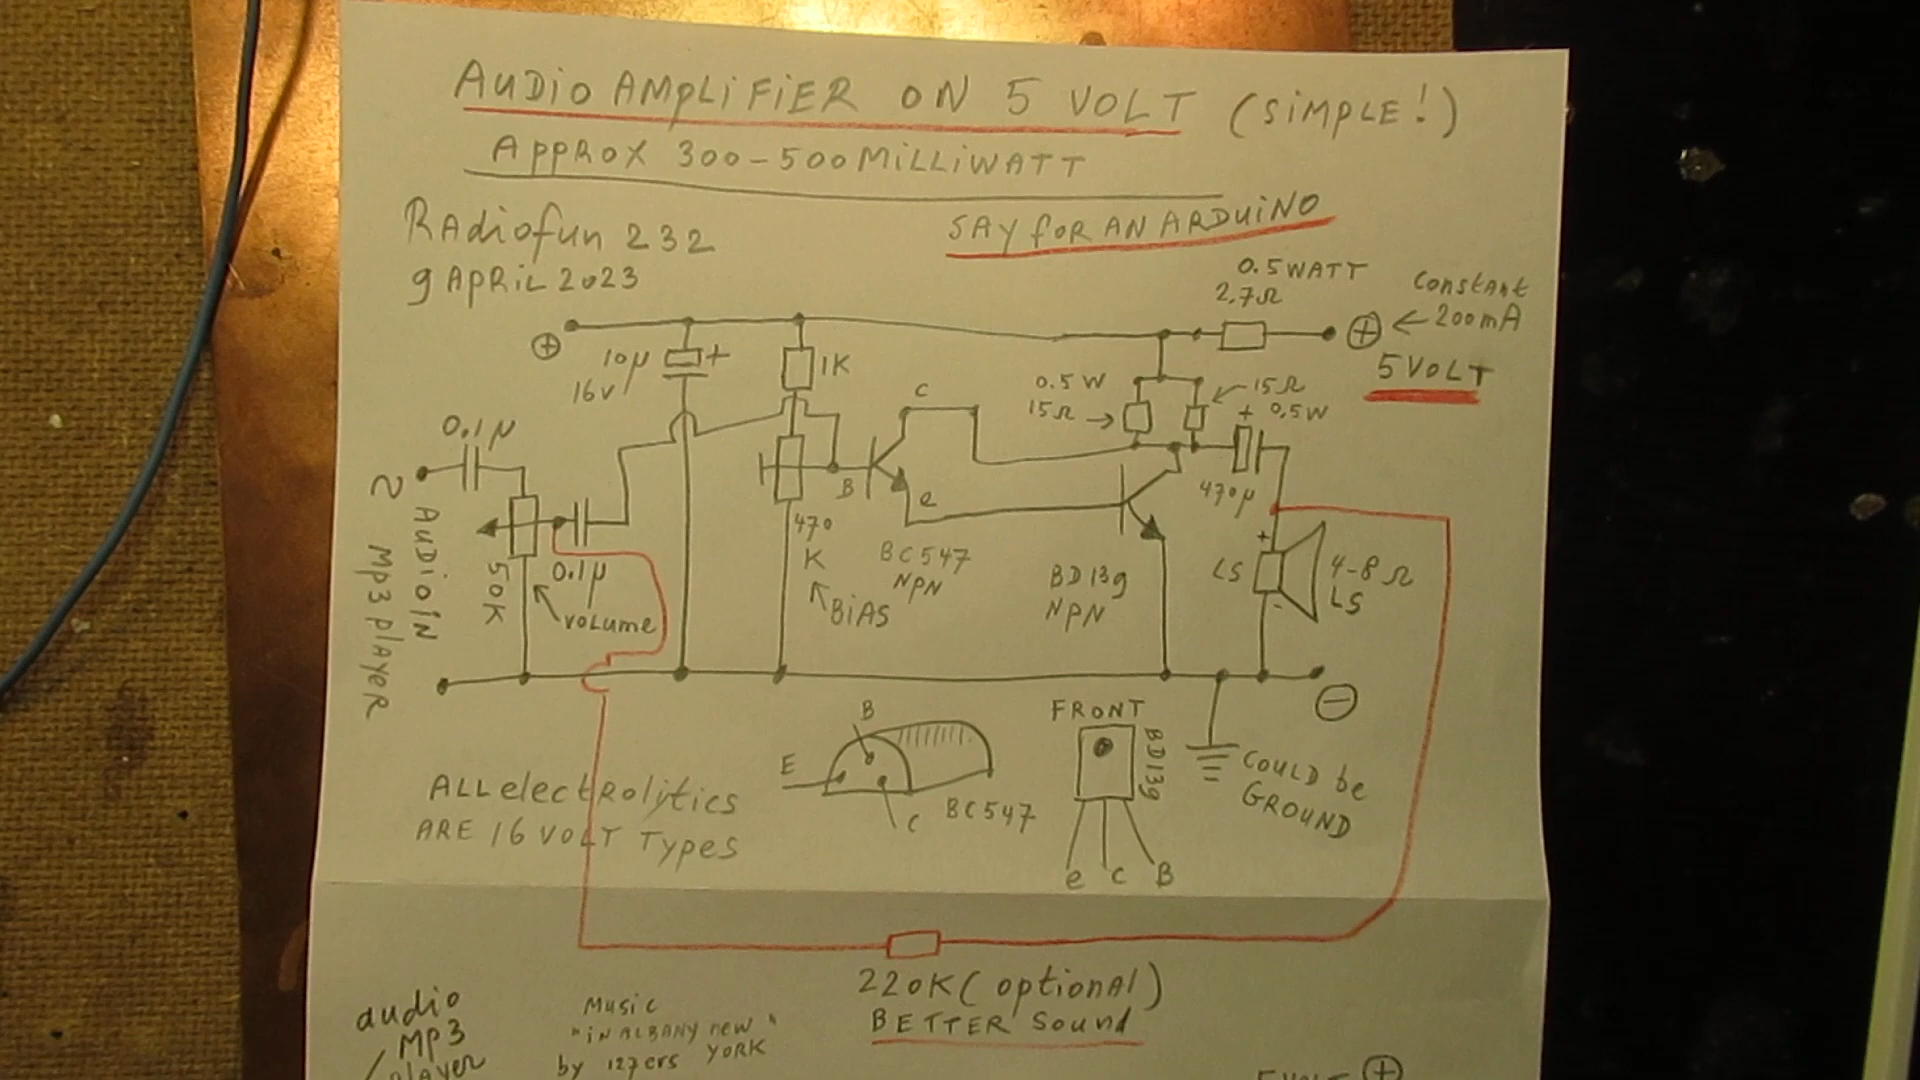 AUDIO AMPLIFIER ON 5 VOLT (SIMPLE!)
APPROX 300-500 MILLIWATT
RADIOFUN 232
9 APRIL 2023
SAY FOR AN ARDUINO
0.5 WATT
2.7Ω
CONSTANT
200mA
5 VOLT
+
+
10µ
16V
+
1K
0.5 W
15Ω
15Ω
0,5W
+
470µ
0.1µ
~ AUDIO IN
MP3 PLAYER
50K
0.1µ
VOLUME
470
K
BIAS
B
C
e
BC547
NPN
BD139
NPN
+
LS
-
4-8 Ω
LS
-
COULD be
GROUND
B
E
C
BC547
FRONT
BD139
e C B
ALL electROLitics
ARE 16 VOLT Types
220K (optionAl)
BETTER Sound
audio
MP3
player
Music
"IN ALBANY new
YORK"
by 127ers
5 VOLT +